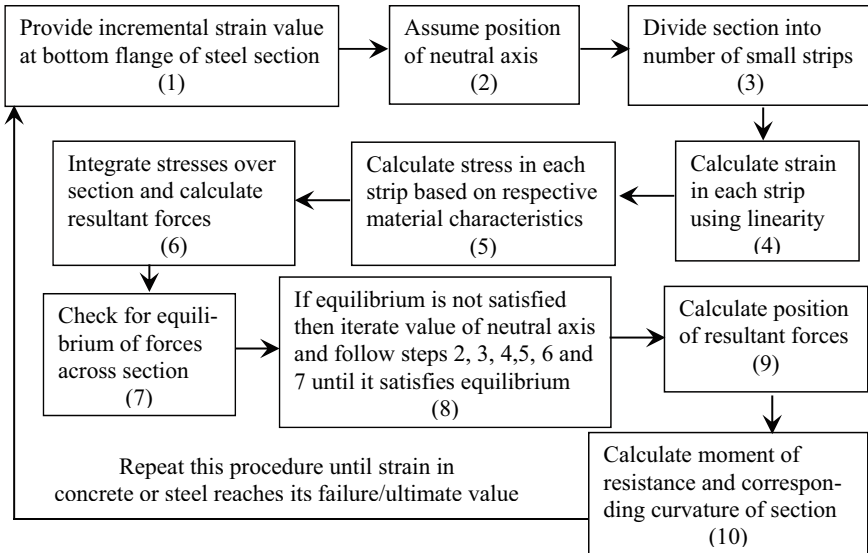 Provide incremental strain value
at bottom flange of steel section
(1)
Assume position
of neutral axis
(2)
Divide section into
number of small strips
(3)
Calculate strain
in each strip
using linearity
(4)
Calculate stress in each
strip based on respective
material characteristics
(5)
Integrate stresses over
section and calculate
resultant forces
(6)
Check for equili-
brium of forces
across section
(7)
If equilibrium is not satisfied
then iterate value of neutral axis
and follow steps 2, 3, 4,5, 6 and
7 until it satisfies equilibrium
(8)
Calculate position
of resultant forces
(9)
Calculate moment of
resistance and correspon-
ding curvature of section
(10)
Repeat this procedure until strain in
concrete or steel reaches its failure/ultimate value